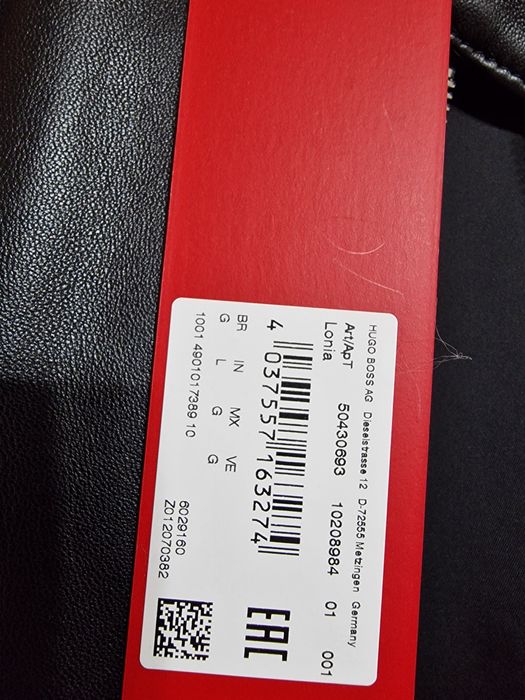 HUGO BOSS AG Dieselstrasse 12 D-72555 Metzingen Germany
Art/ApT 50430693 10208984 01 001
Lonia
4 037557 163274
EAC
BR IN MX VE
G L G G
6029160
Z012070382
1001 4901017389 10